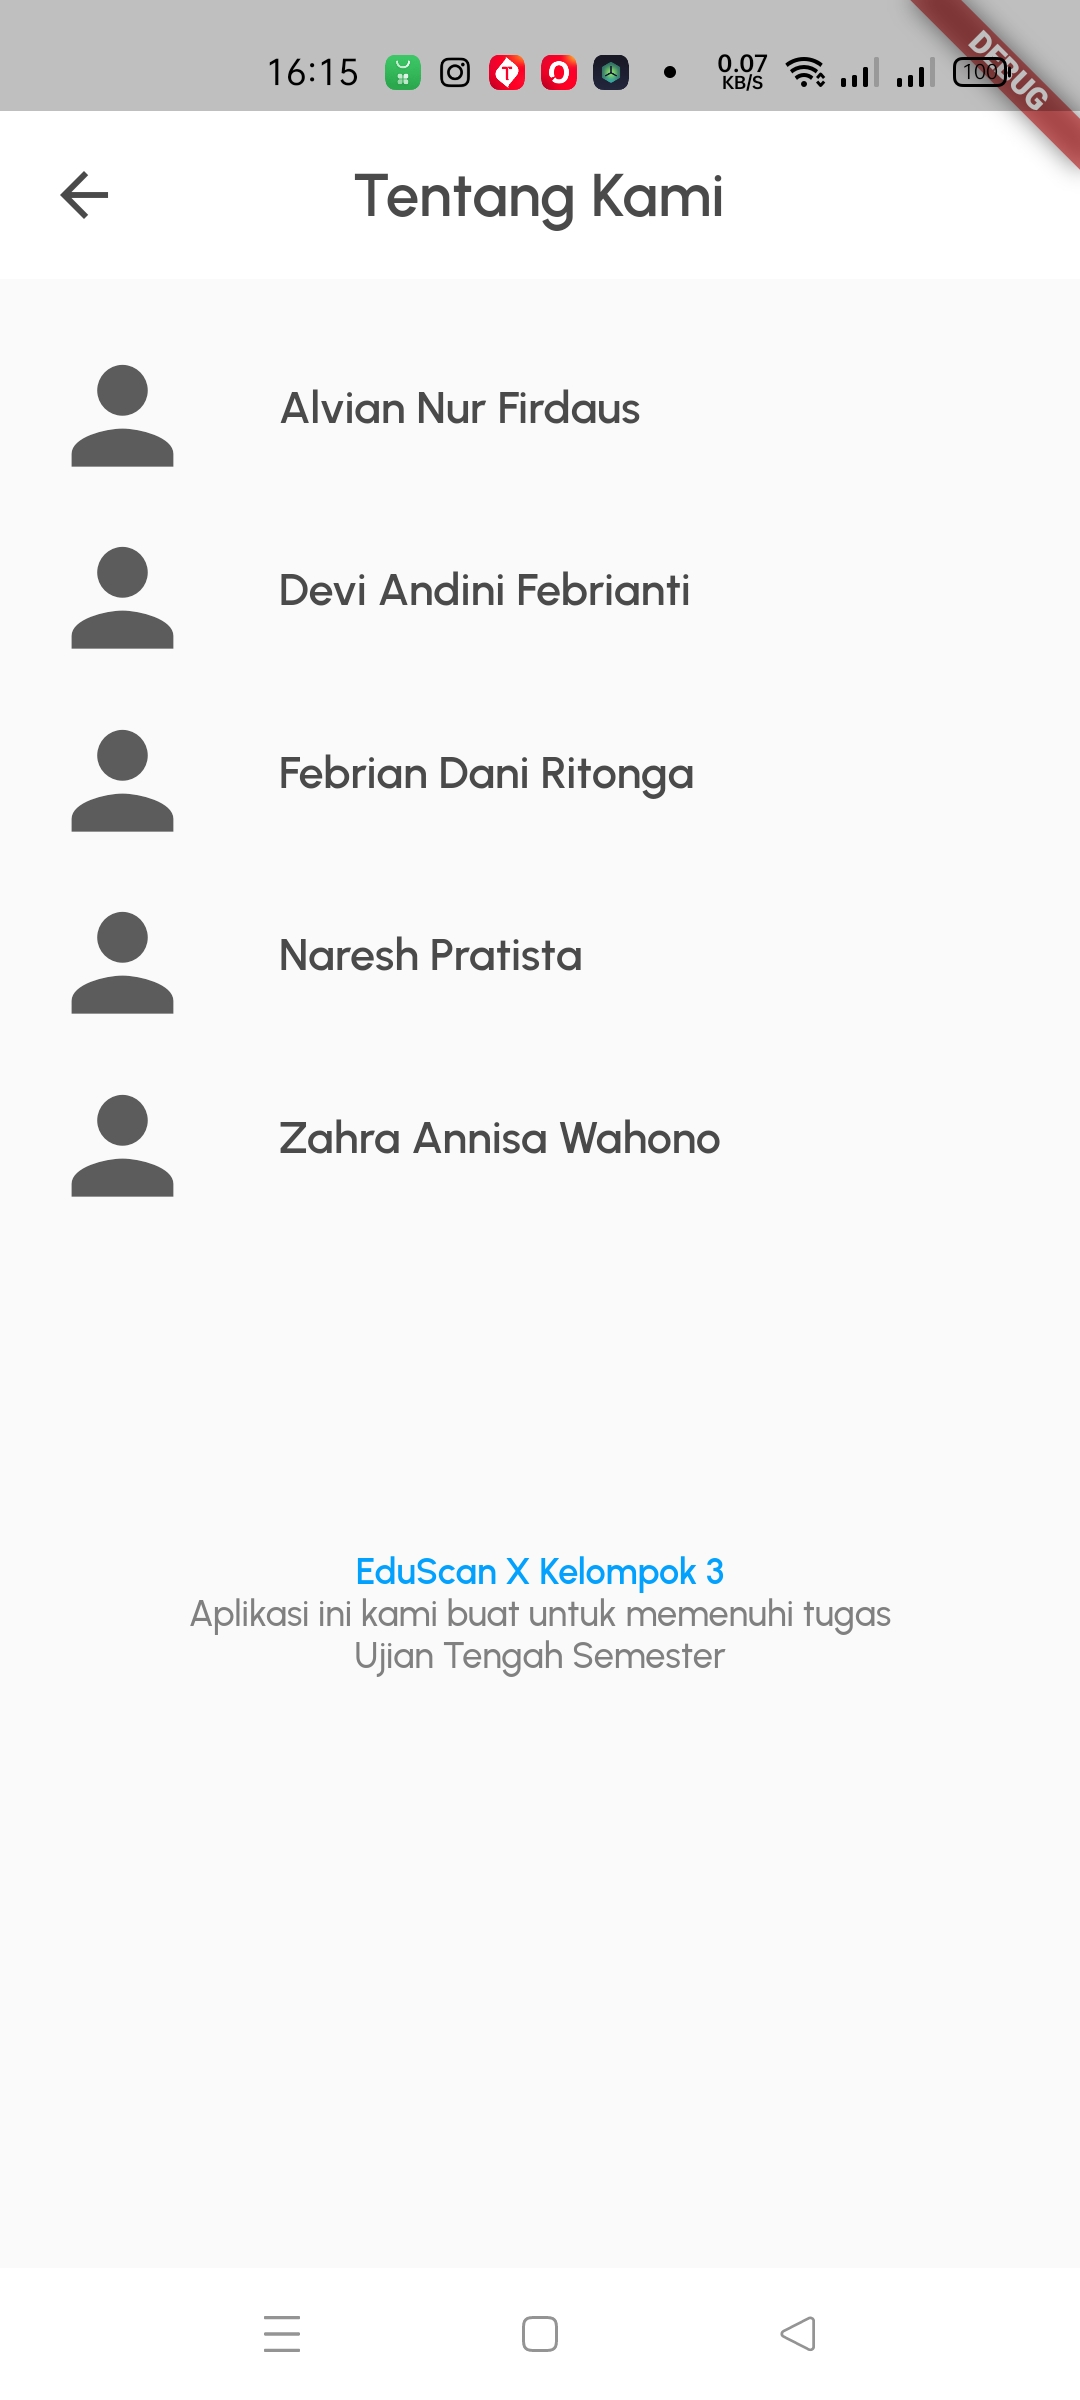 16:15
0.07
KB/S
100
DEBUG
Tentang Kami
Alvian Nur Firdaus
Devi Andini Febrianti
Febrian Dani Ritonga
Naresh Pratista
Zahra Annisa Wahono
EduScan X Kelompok 3
Aplikasi ini kami buat untuk memenuhi tugas
Ujian Tengah Semester